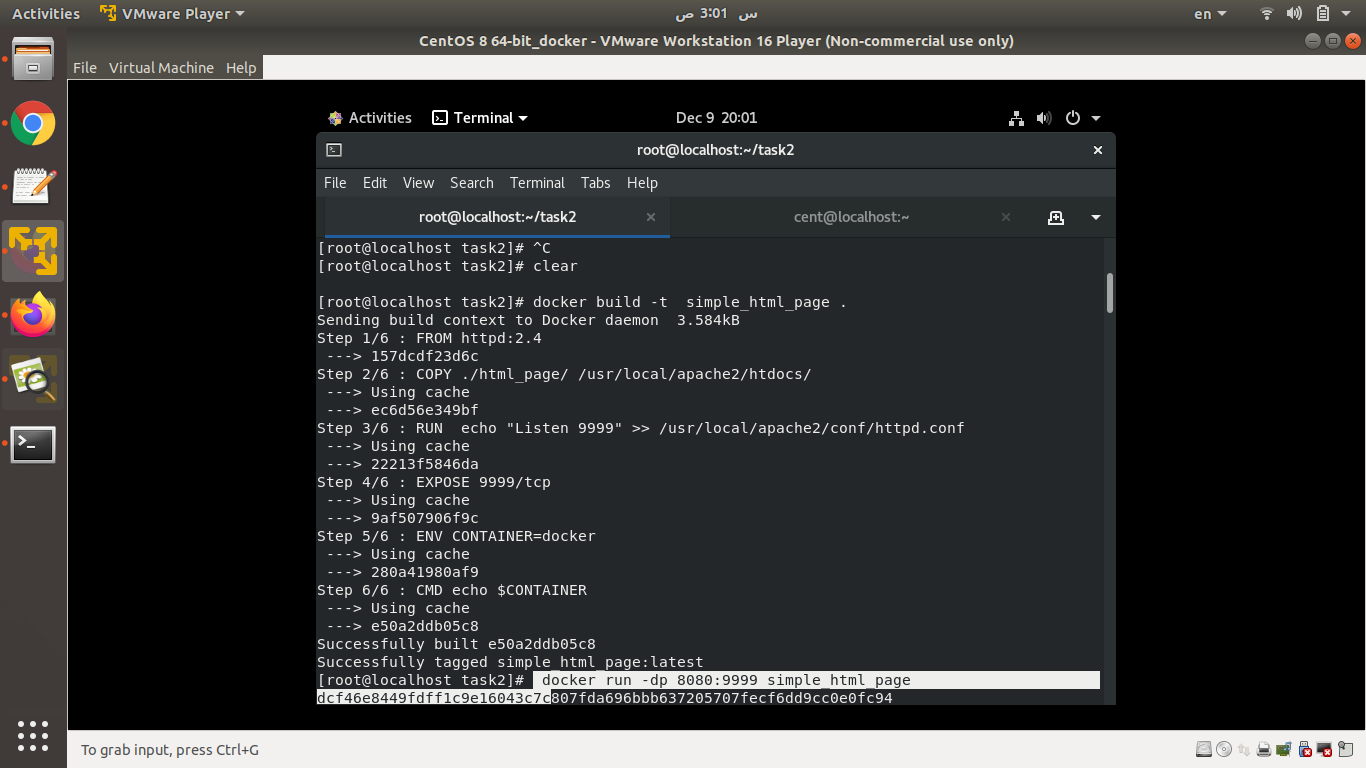 Activities VMware Player س 3:01 ص en
CentOS 8 64-bit_docker - VMware Workstation 16 Player (Non-commercial use only)
File Virtual Machine Help
Activities Terminal Dec 9 20:01
root@localhost:~/task2
File Edit View Search Terminal Tabs Help
root@localhost:~/task2 cent@localhost:~
[root@localhost task2]# ^C
[root@localhost task2]# clear
[root@localhost task2]# docker build -t  simple_html_page .
Sending build context to Docker daemon  3.584kB
Step 1/6 : FROM httpd:2.4
 ---> 157dcdf23d6c
Step 2/6 : COPY ./html_page/ /usr/local/apache2/htdocs/
 ---> Using cache
 ---> ec6d56e349bf
Step 3/6 : RUN  echo "Listen 9999" >> /usr/local/apache2/conf/httpd.conf
 ---> Using cache
 ---> 22213f5846da
Step 4/6 : EXPOSE 9999/tcp
 ---> Using cache
 ---> 9af507906f9c
Step 5/6 : ENV CONTAINER=docker
 ---> Using cache
 ---> 280a41980af9
Step 6/6 : CMD echo $CONTAINER
 ---> Using cache
 ---> e50a2ddb05c8
Successfully built e50a2ddb05c8
Successfully tagged simple_html_page:latest
[root@localhost task2]#  docker run -dp 8080:9999 simple_html_page
dcf46e8449fdff1c9e16043c7c807fda696bbb637205707fecf6dd9cc0e0fc94
To grab input, press Ctrl+G